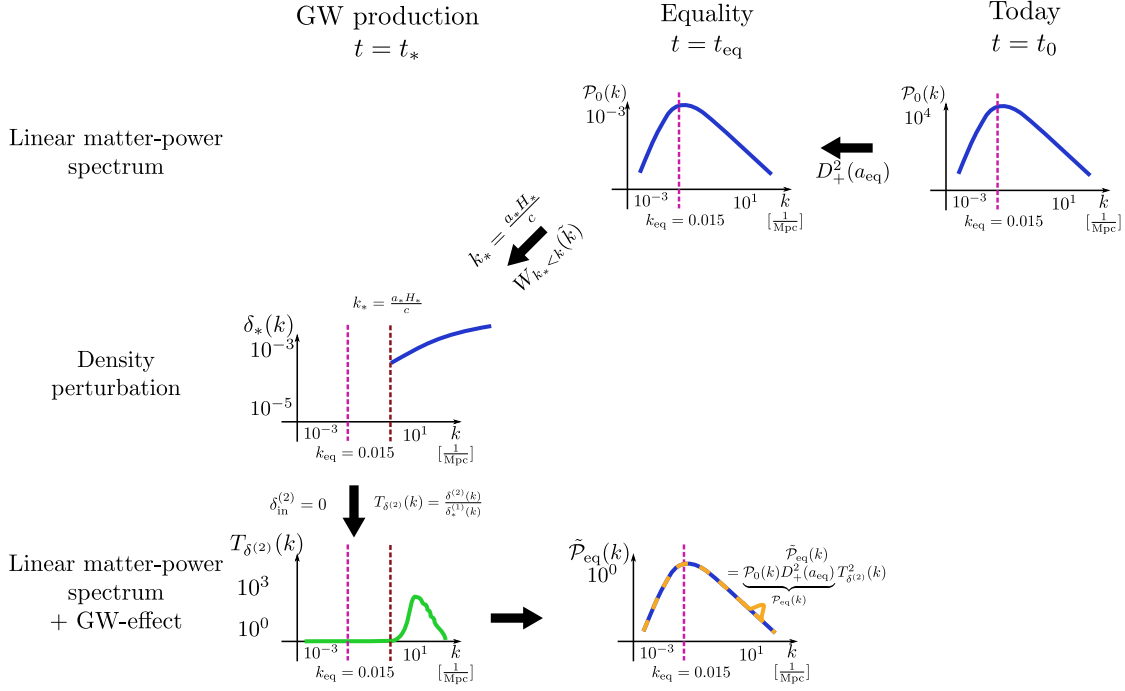 GW production
t = t_*
Equality
t = t_eq
Today
t = t_0
Linear matter-power
spectrum
P_0(k)
10^{-3}
10^{-3}
10^1
k
k_eq = 0.015
[1/Mpc]
D_+^2(a_eq)
P_0(k)
10^4
10^{-3}
10^1
k
k_eq = 0.015
[1/Mpc]
k_* = a_*H_*/c
W_{k_*<k}(k̃)
Density
perturbation
k_* = a_*H_*/c
δ_*(k)
10^{-3}
10^{-5}
10^{-3}
10^1
k
k_eq = 0.015
[1/Mpc]
δ_in^{(2)} = 0
T_{δ^{(2)}}(k) = δ^{(2)}(k)/δ_*^{(1)}(k)
Linear matter-power
spectrum
+ GW-effect
T_{δ^{(2)}}(k)
10^3
10^0
10^{-3}
10^1
k
k_eq = 0.015
[1/Mpc]
P̃_eq(k)
10^0
P̃_eq(k)
= P_0(k)D_+^2(a_eq) T_{δ^{(2)}}^2(k)
P_eq(k)
10^{-3}
10^1
k
k_eq = 0.015
[1/Mpc]